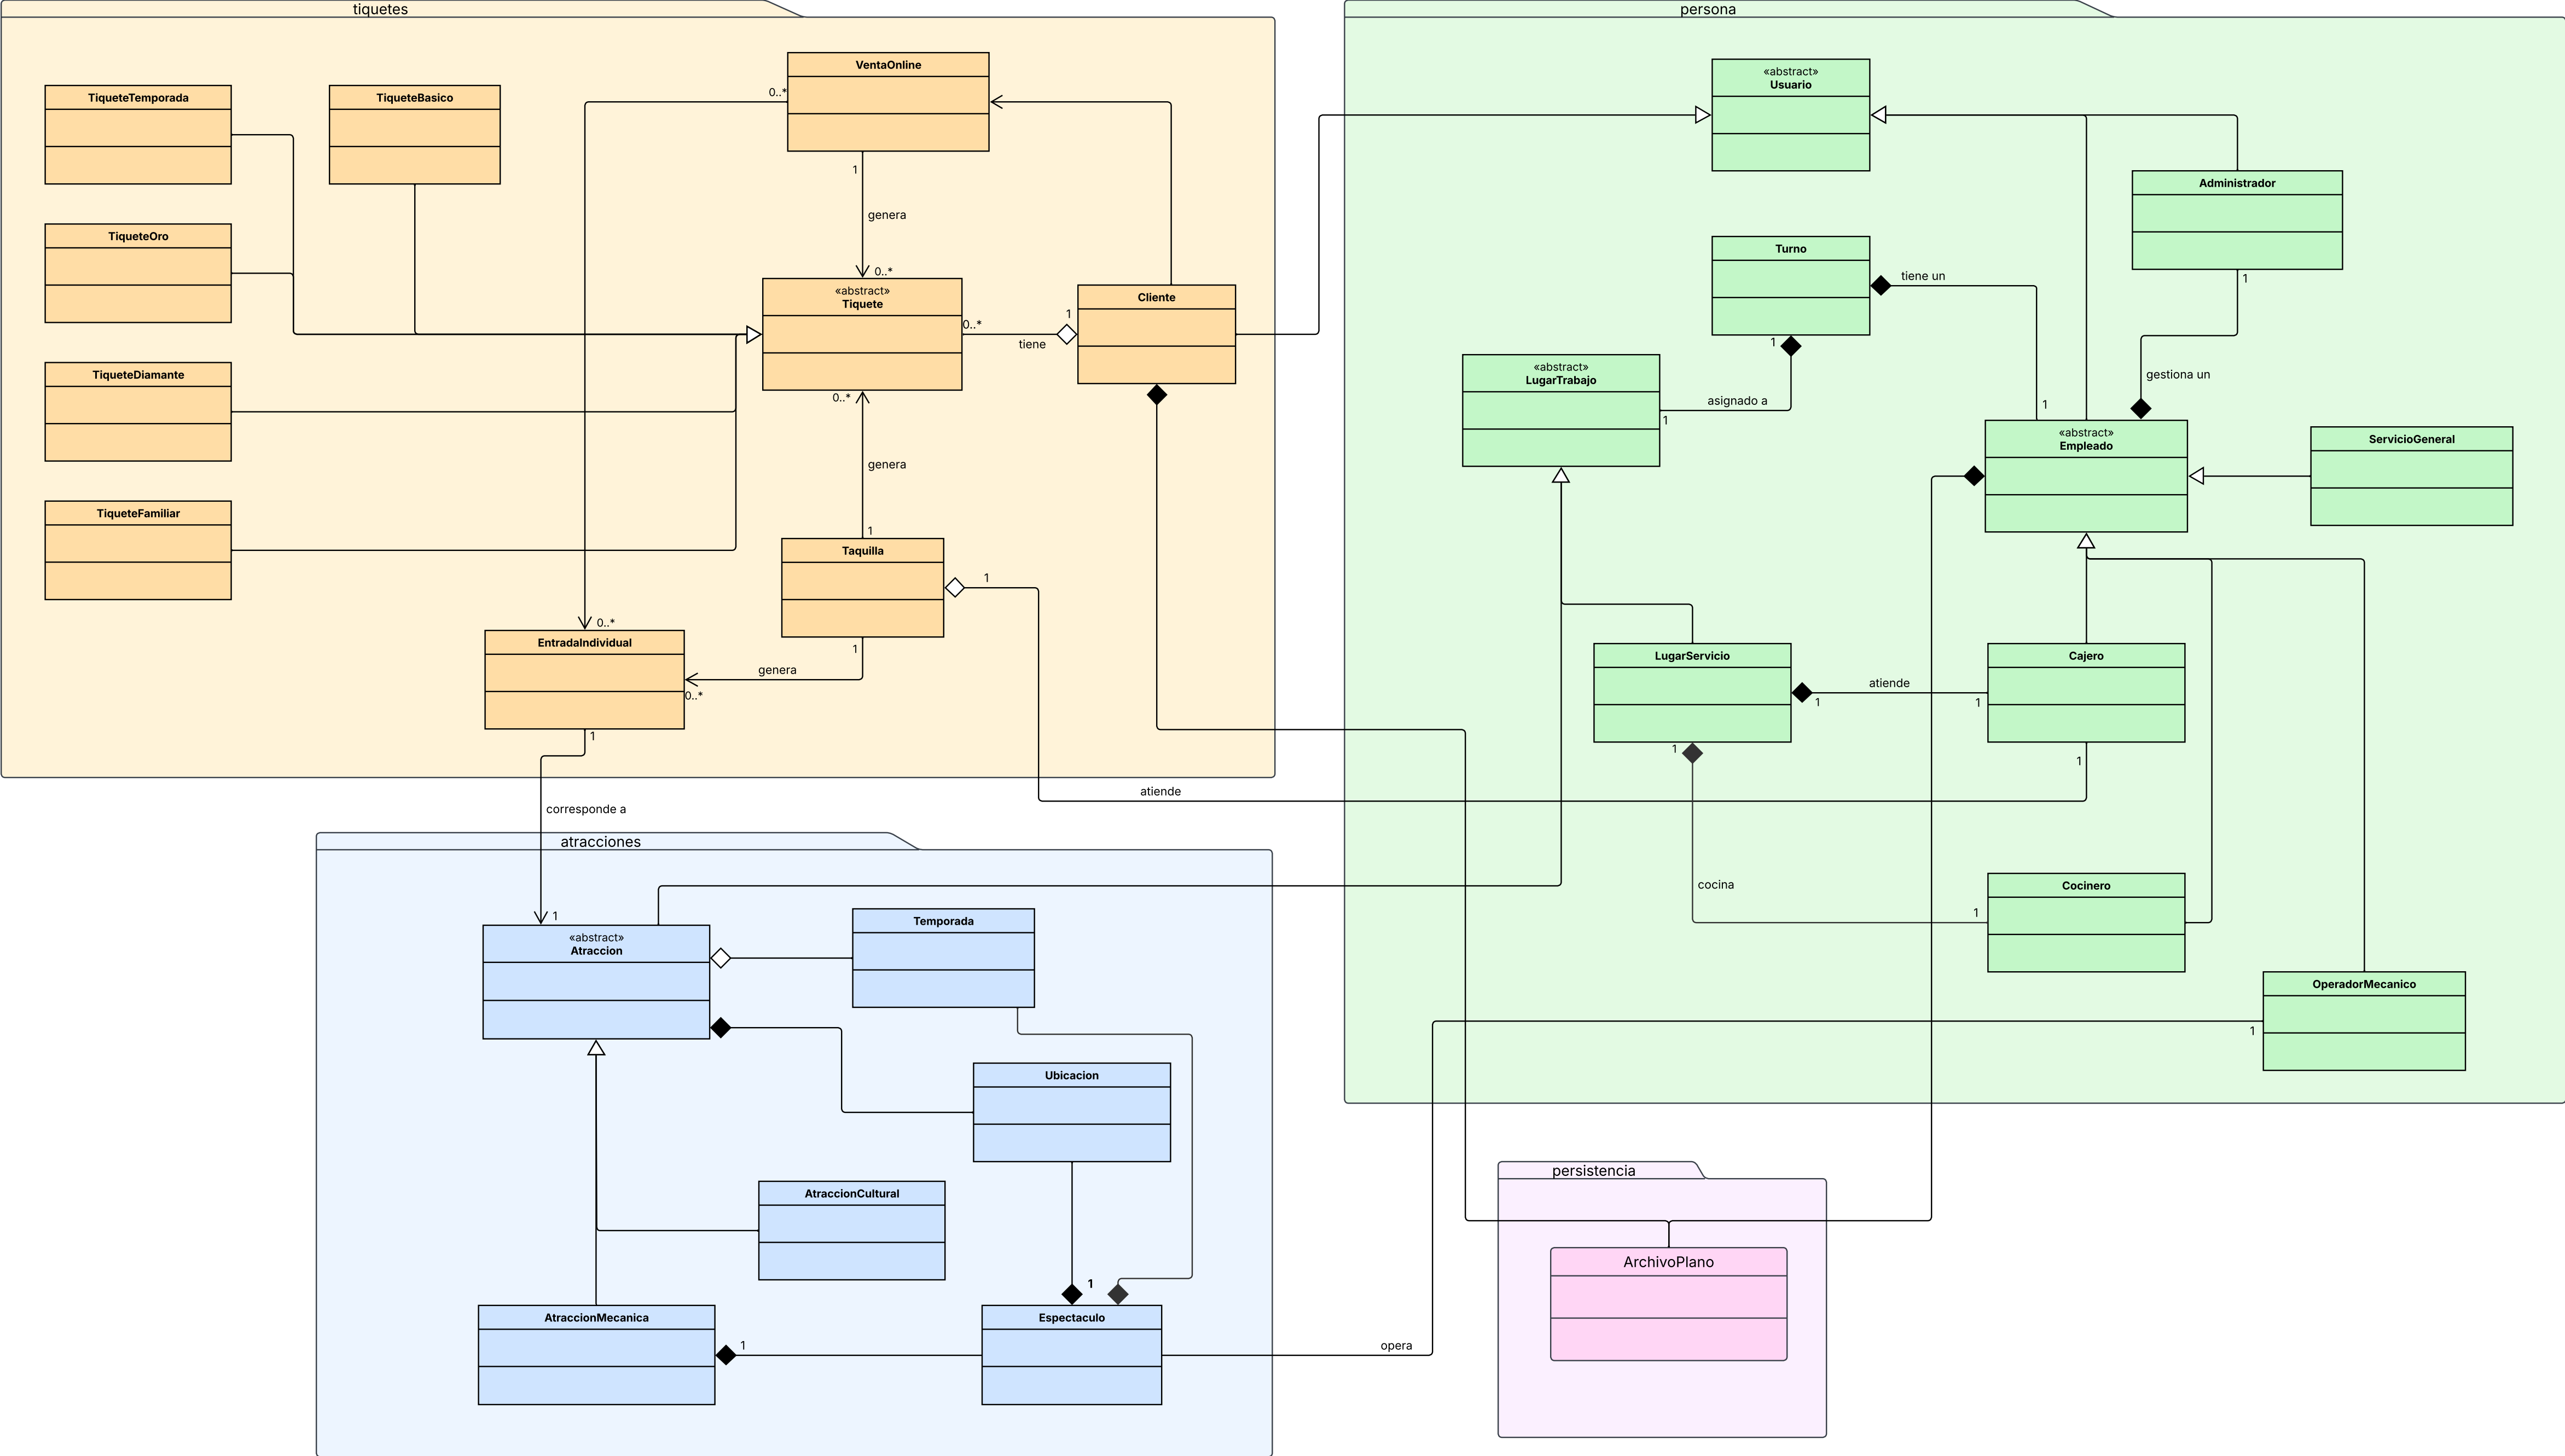 tiquetes
VentaOnline
TiqueteTemporada
TiqueteBasico
0..*
1
genera
0..*
TiqueteOro
«abstract»
Tiquete
Cliente
0..*
1
tiene
TiqueteDiamante
0..*
genera
1
TiqueteFamiliar
Taquilla
1
0..*
EntradaIndividual
1
genera
0..*
1
corresponde a
atiende
persona
«abstract»
Usuario
Administrador
1
Turno
tiene un
1
1
«abstract»
LugarTrabajo
asignado a
1
gestiona un
«abstract»
Empleado
ServicioGeneral
LugarServicio
Cajero
atiende
1
1
1
1
cocina
1
Cocinero
OperadorMecanico
1
atracciones
1
«abstract»
Atraccion
Temporada
Ubicacion
AtraccionCultural
1
AtraccionMecanica
Espectaculo
1
opera
persistencia
ArchivoPlano